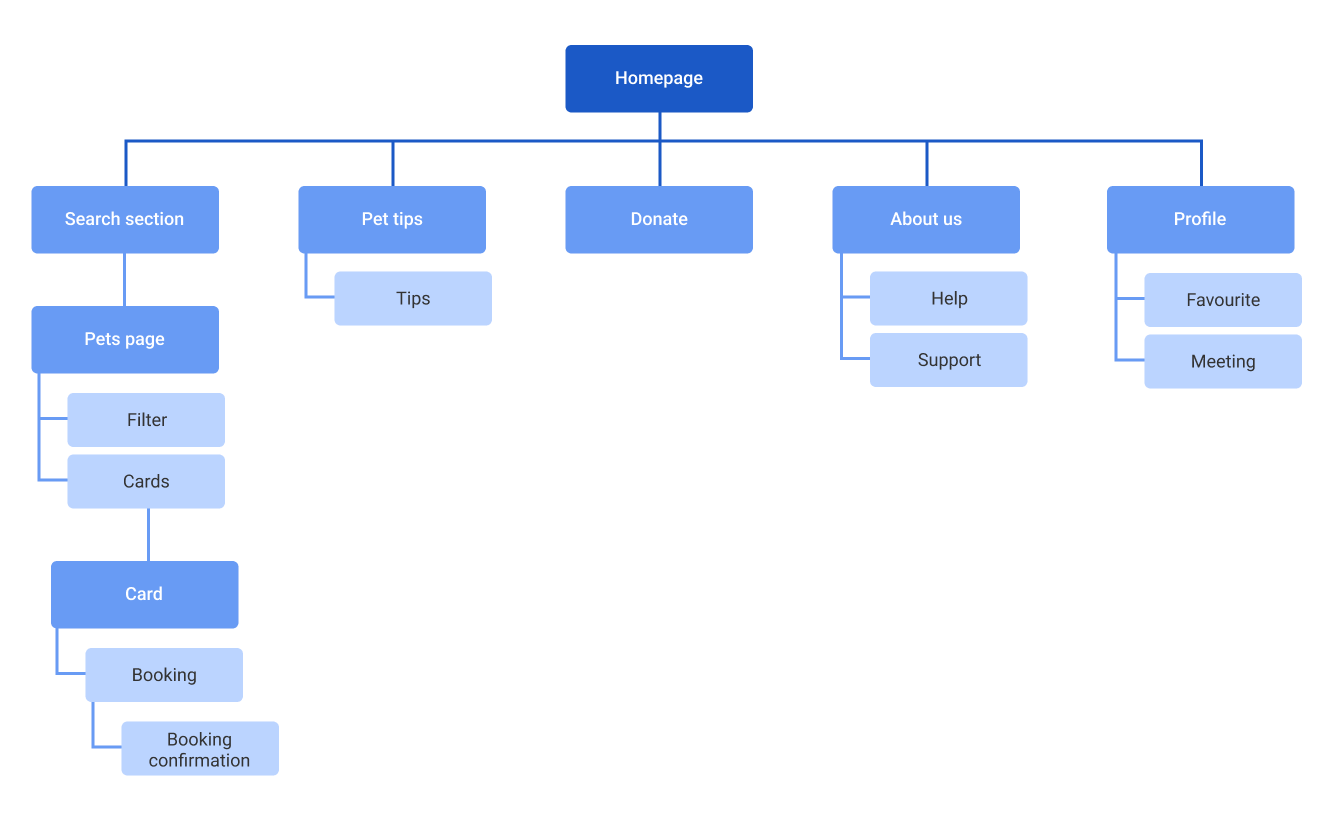 Homepage
Search section
Pet tips
Donate
About us
Profile
Tips
Help
Favourite
Pets page
Support
Meeting
Filter
Cards
Card
Booking
Booking
confirmation